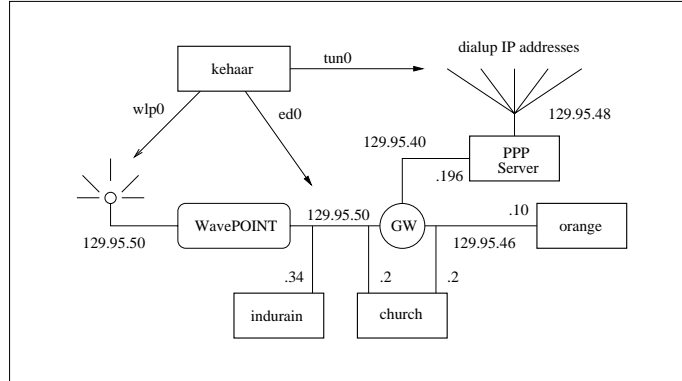 dialup IP addresses
tun0
kehaar
wlp0
ed0
129.95.48
129.95.40
PPP
Server
.196
.10
129.95.50
WavePOINT
GW
orange
129.95.50
129.95.46
.34
.2
.2
indurain
church